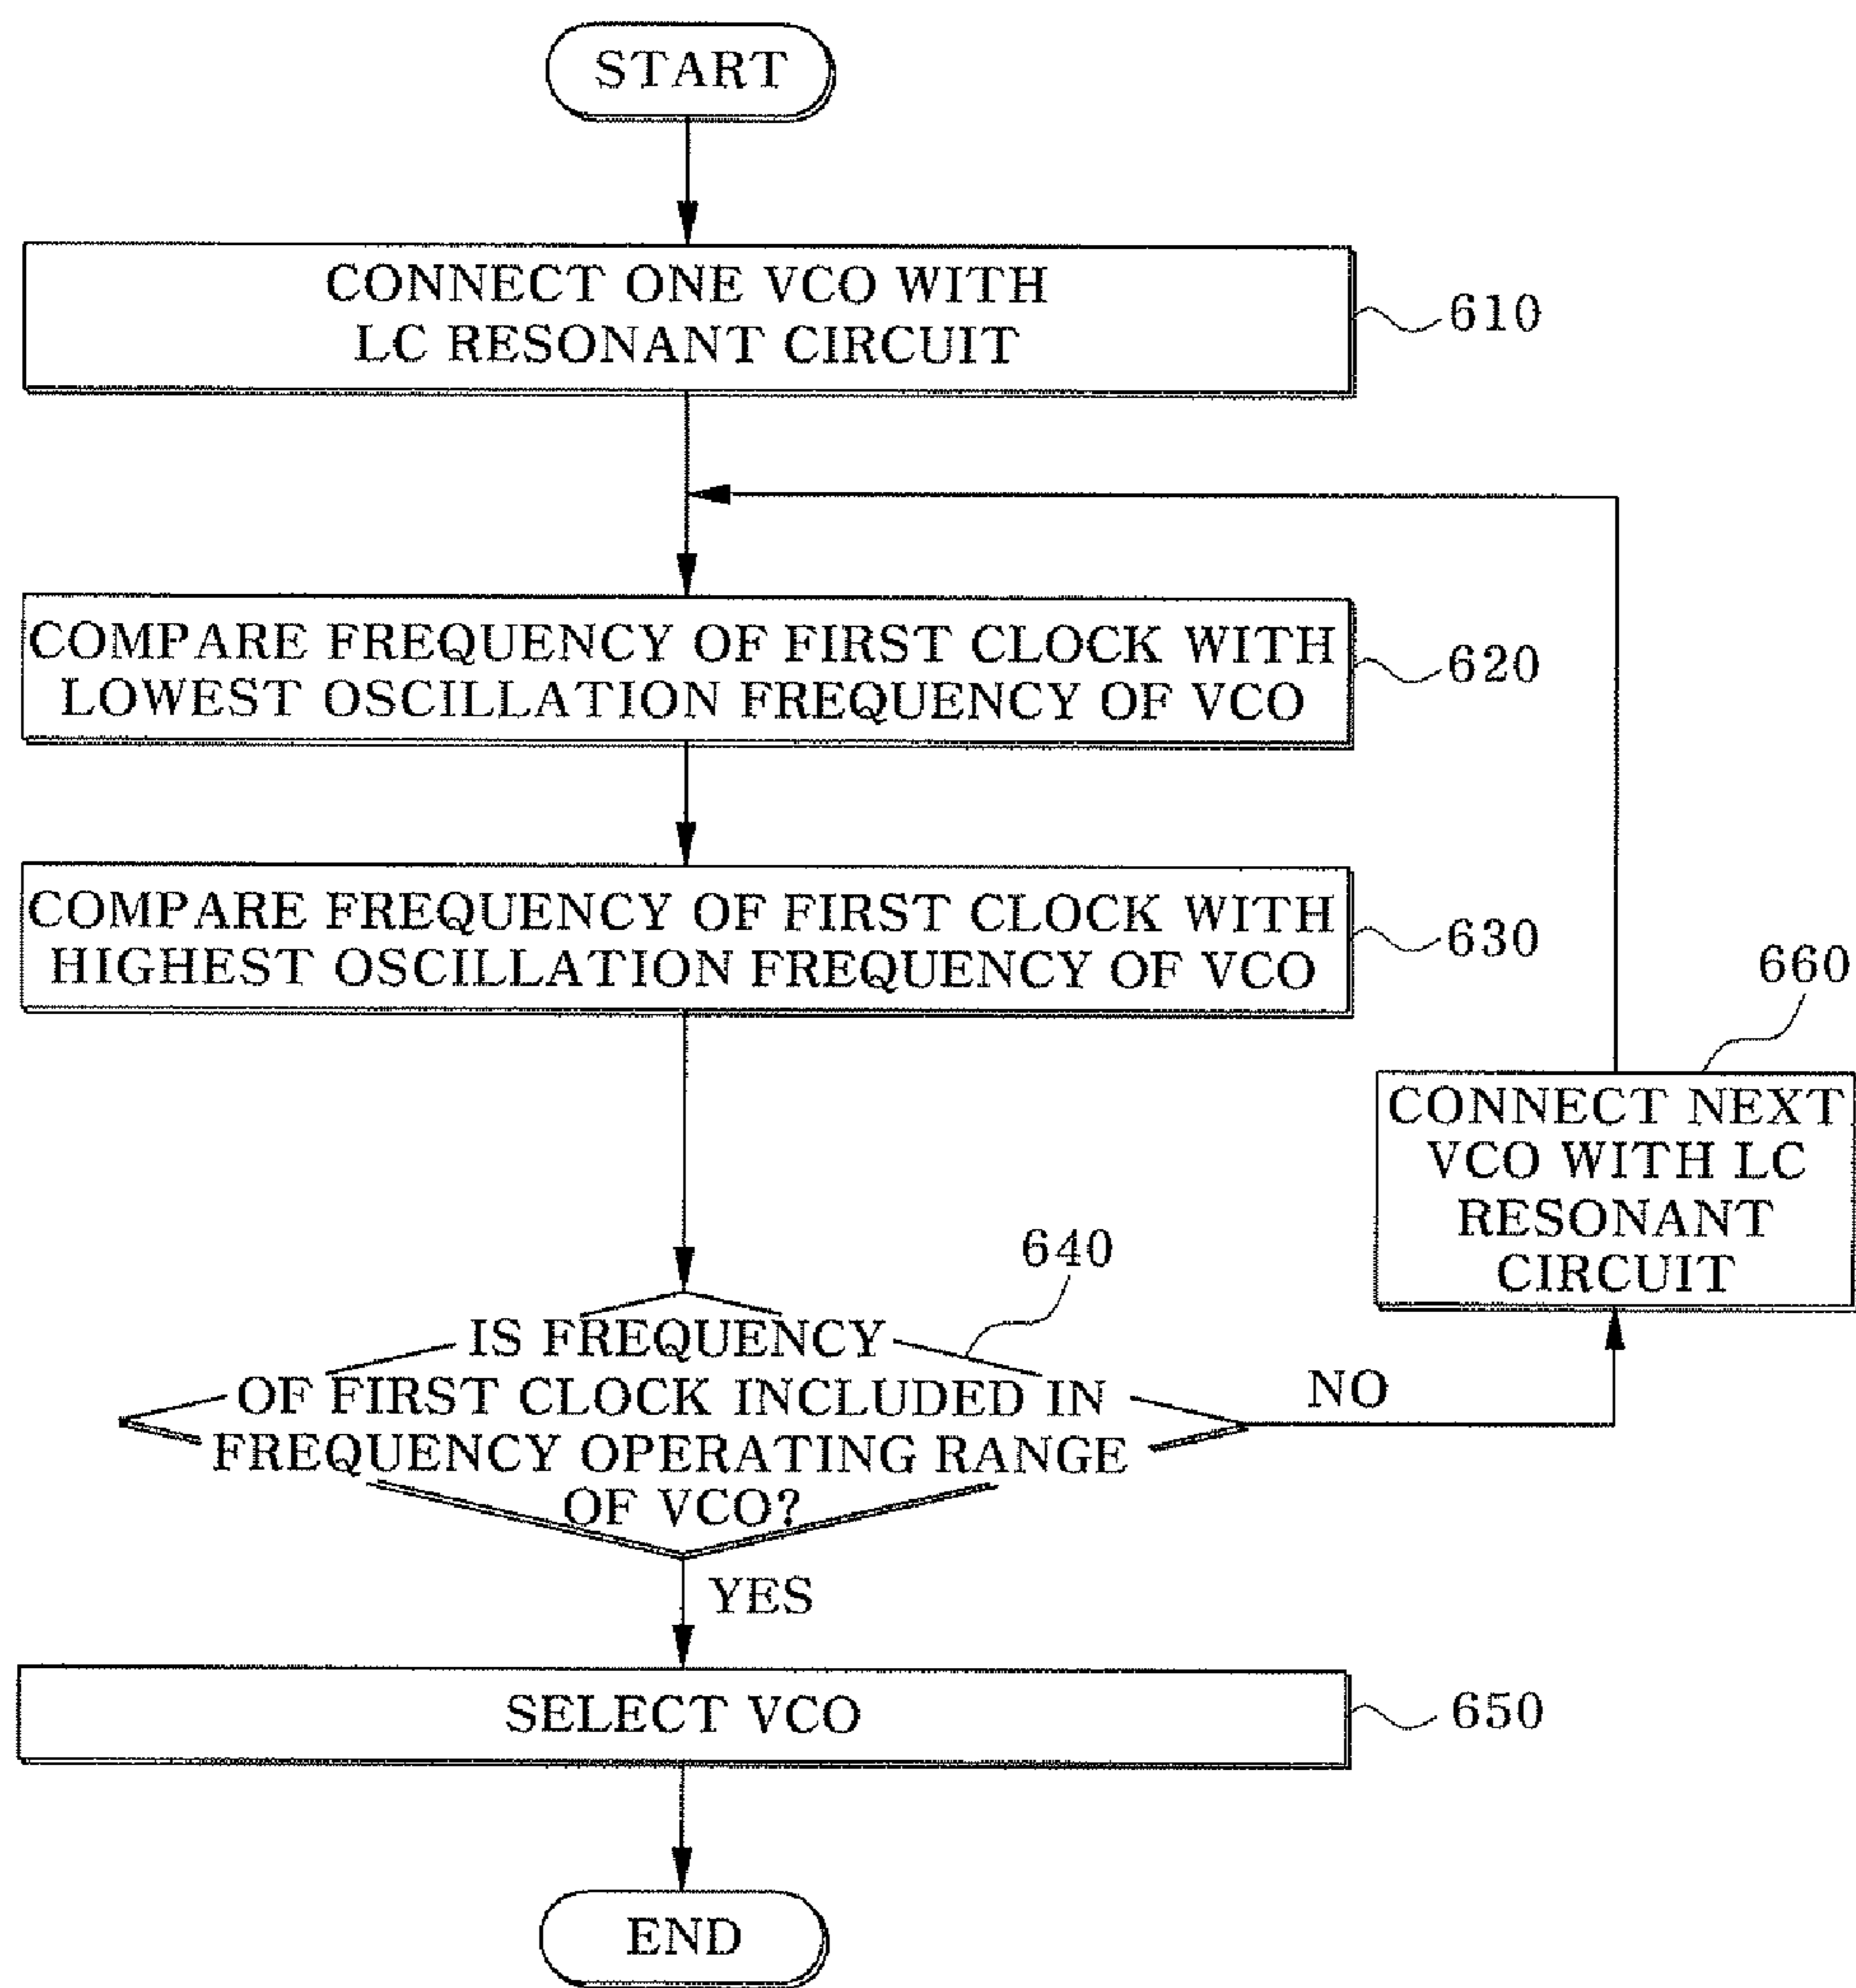 START
CONNECT ONE VCO WITH
LC RESONANT CIRCUIT
610
COMPARE FREQUENCY OF FIRST CLOCK WITH
LOWEST OSCILLATION FREQUENCY OF VCO
620
COMPARE FREQUENCY OF FIRST CLOCK WITH
HIGHEST OSCILLATION FREQUENCY OF VCO
630
660
CONNECT NEXT
VCO WITH LC
RESONANT
CIRCUIT
640
IS FREQUENCY
OF FIRST CLOCK INCLUDED IN
FREQUENCY OPERATING RANGE
OF VCO?
NO
YES
SELECT VCO
650
END